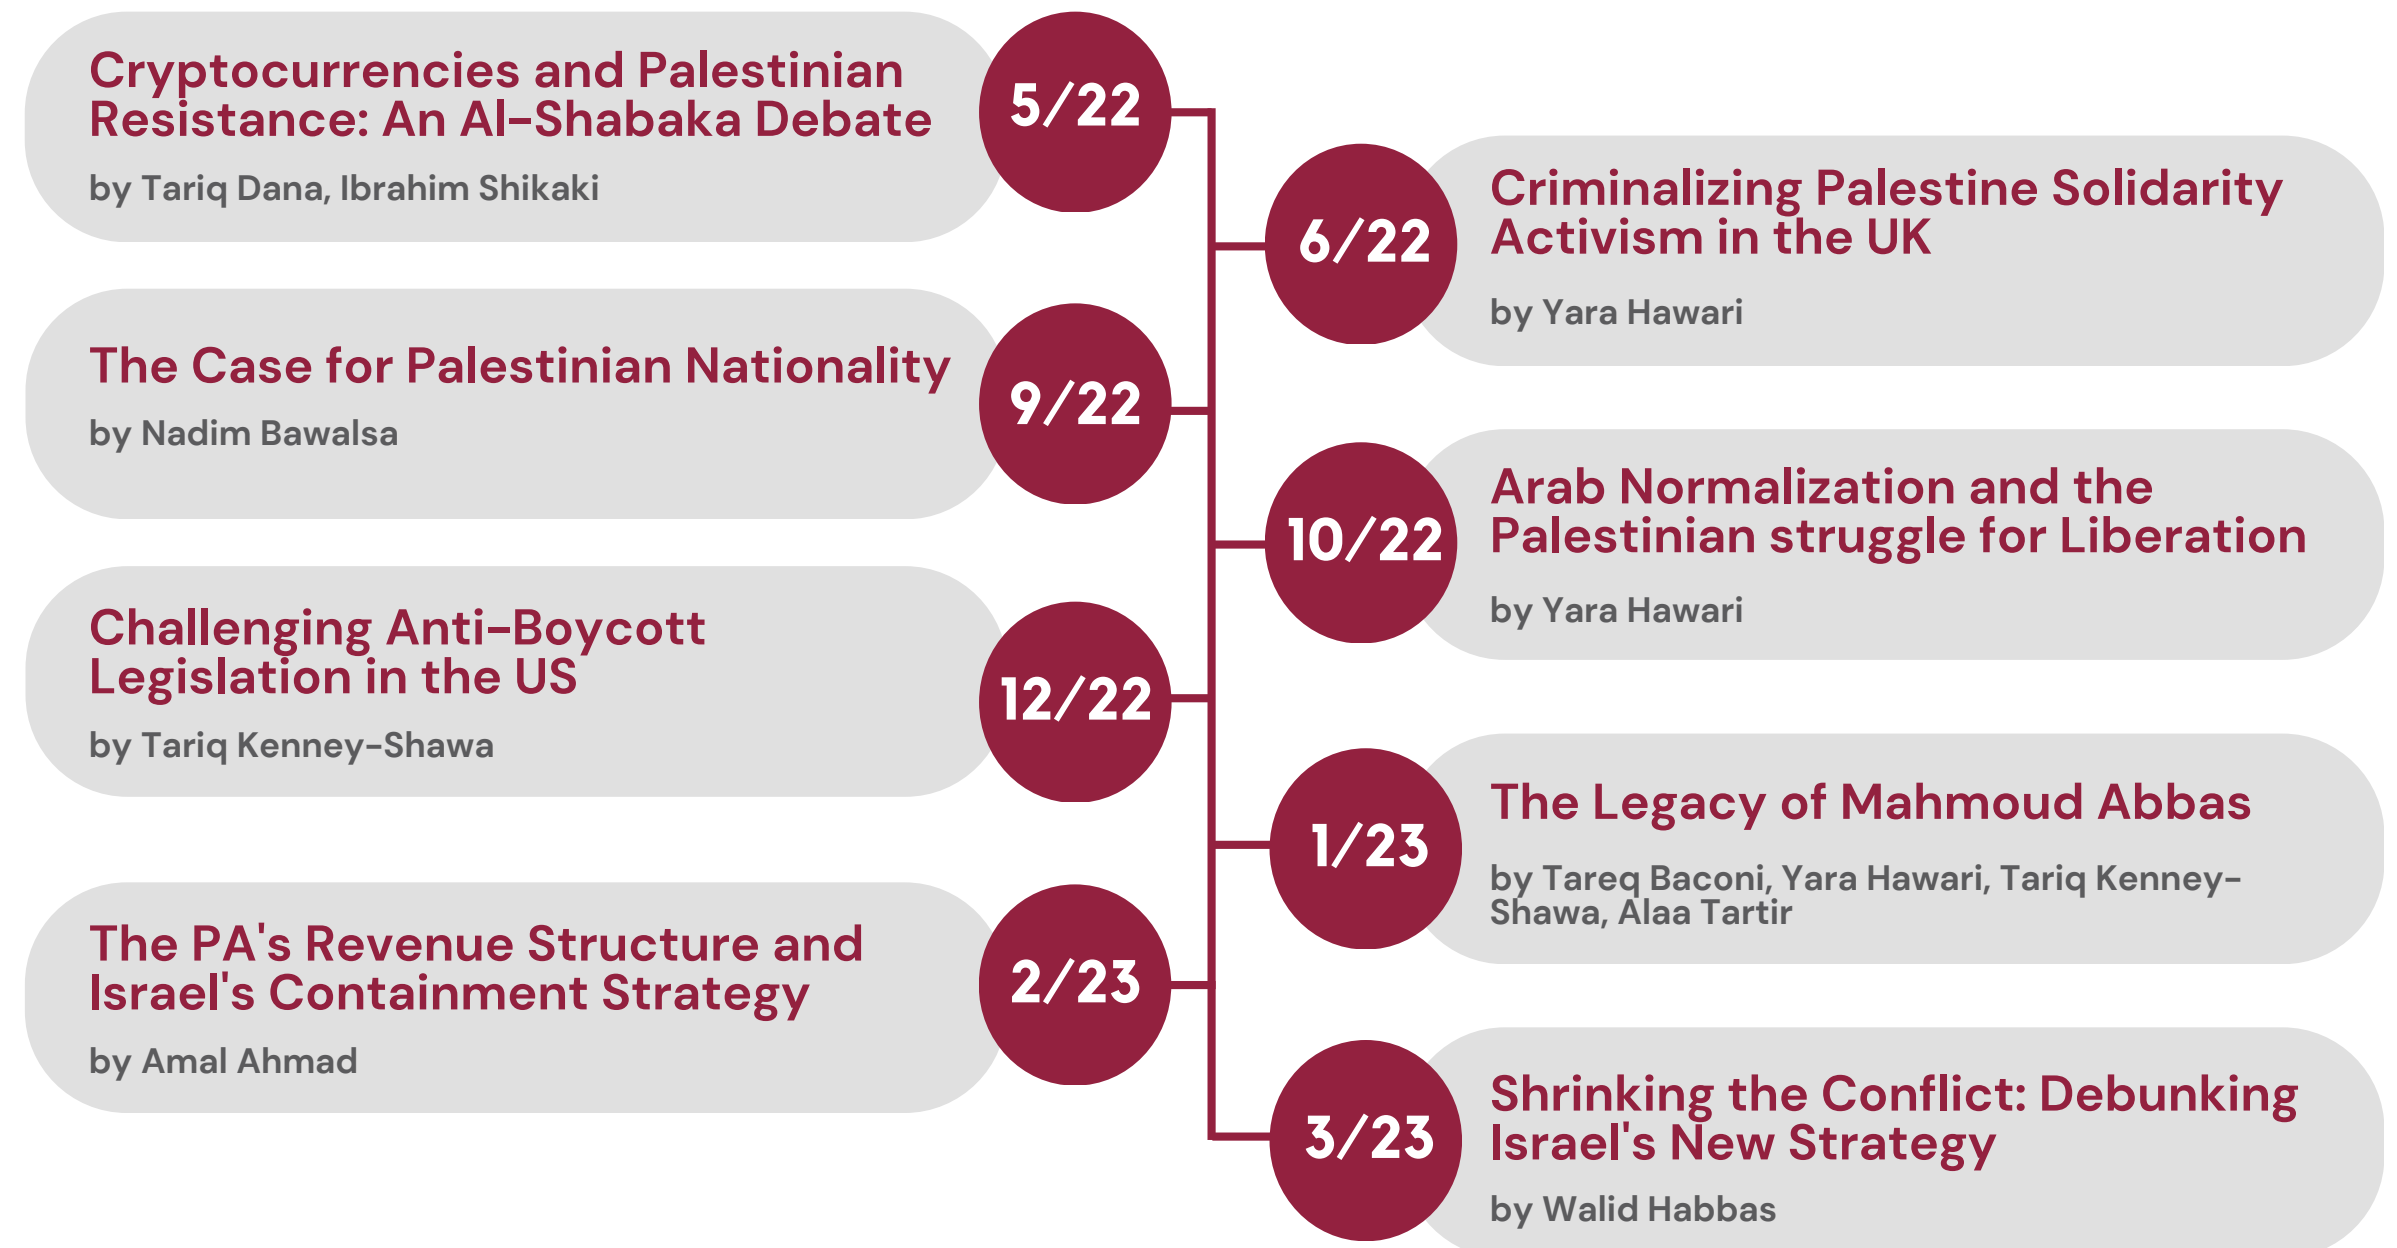 Cryptocurrencies and Palestinian
Resistance: An Al-Shabaka Debate
by Tariq Dana, Ibrahim Shikaki
5/22
6/22
Criminalizing Palestine Solidarity
Activism in the UK
by Yara Hawari
The Case for Palestinian Nationality
by Nadim Bawalsa
9/22
10/22
Arab Normalization and the
Palestinian struggle for Liberation
by Yara Hawari
Challenging Anti-Boycott
Legislation in the US
by Tariq Kenney-Shawa
12/22
1/23
The Legacy of Mahmoud Abbas
by Tareq Baconi, Yara Hawari, Tariq Kenney-
Shawa, Alaa Tartir
The PA's Revenue Structure and
Israel's Containment Strategy
by Amal Ahmad
2/23
3/23
Shrinking the Conflict: Debunking
Israel's New Strategy
by Walid Habbas